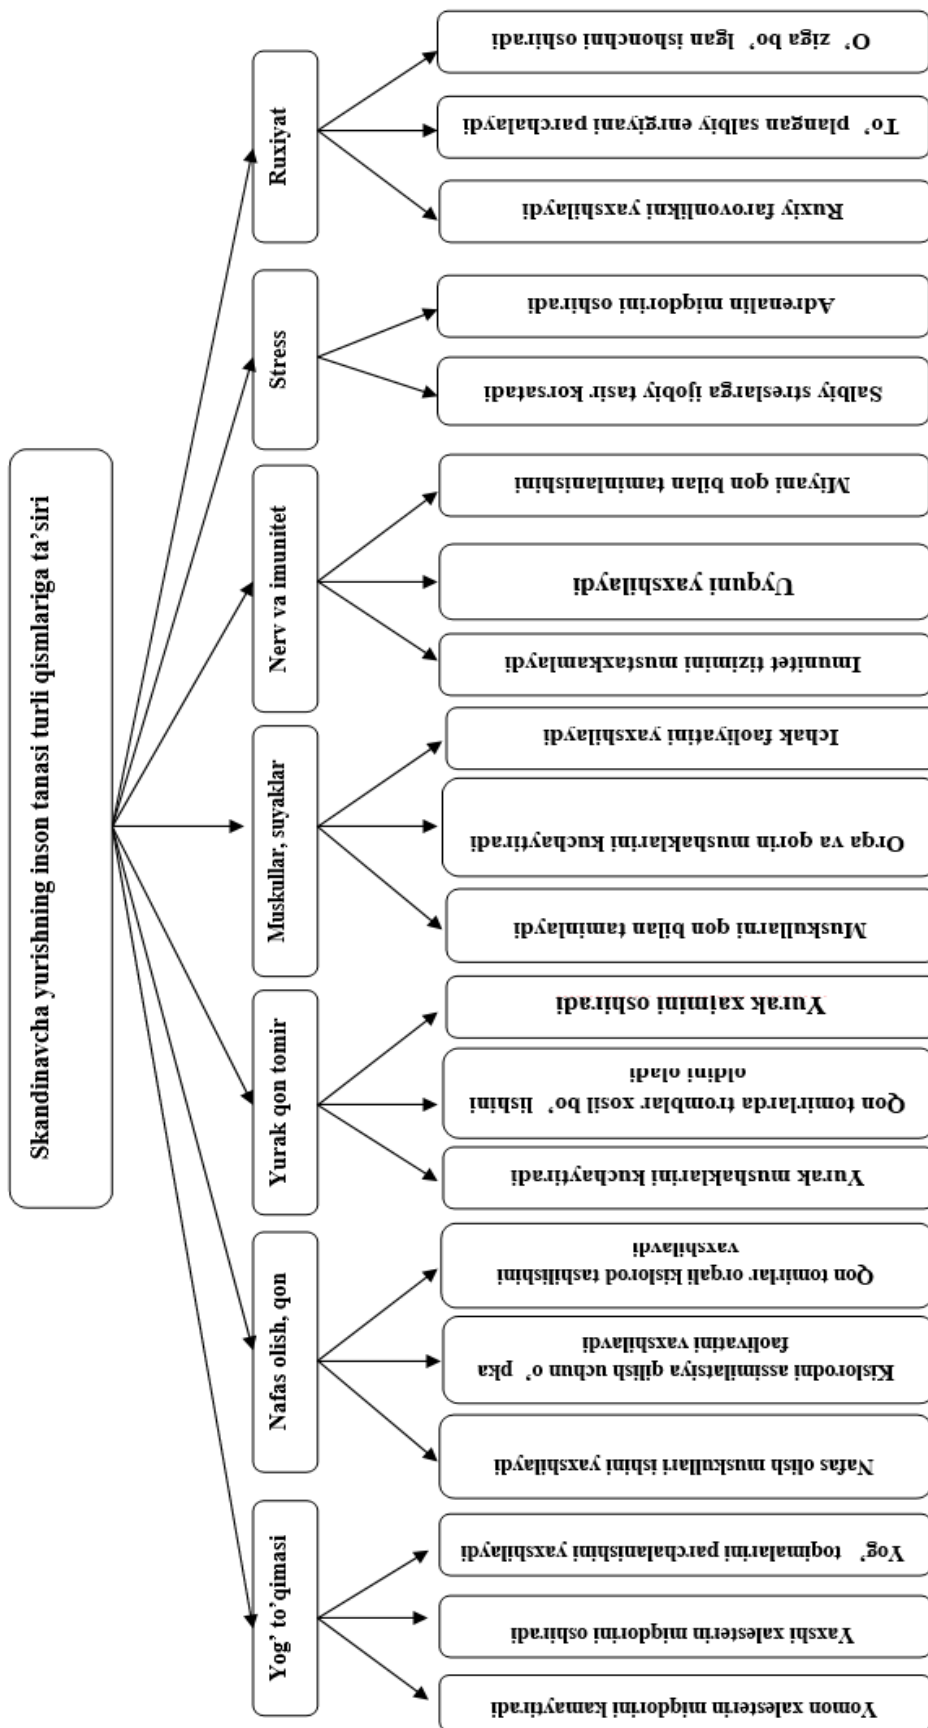 Skandinavcha yurishning inson tanasi turli qismlariga ta’siri
Yog’ to’qimasi
Yomon xalesterin miqdorini kamaytiradi
Yaxshi xalesterin miqdorini oshiradi
Yog’ toqimalarini parchalanishini yaxshilaydi
Nafas olish, qon
Nafas olish muskullari ishini yaxshilaydi
Kislorodni assimilatsiya qilish uchun o’ pka
faoliyatini yaxshilaydi
Qon tomirlar orqali kislorod tashilishini
yaxshilaydi
Yurak qon tomir
Yurak mushaklarini kuchaytiradi
Qon tomirlarda tromblar xosil bo’ lishini
oldini oladi
Yurak xajmini oshiradi
Muskullar, suyaklar
Muskullarni qon bilan taminlaydi
Orqa va qorin mushaklarini kuchaytiradi
Ichak faoliyatini yaxshilaydi
Nerv va imunitet
Imunitet tizimini mustaxkamlaydi
Uyquni yaxshilaydi
Miyani qon bilan taminlanishini
Stress
Salbiy streslarga ijobiy tasir korsatadi
Adrenalin miqdorini oshiradi
Ruxiyat
Ruxiy farovonlikni yaxshilaydi
To’ plangan salbiy enrgiyani parchalaydi
O’ ziga bo’ lgan ishonchni oshiradi